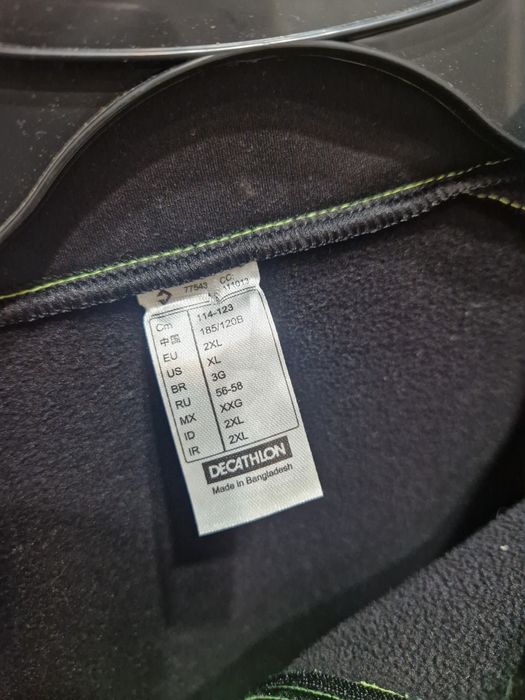 77543 CC:
Cm 114-123
中国 185/120B
EU 2XL
US XL
BR 3G
RU 56-58
MX XXG
ID 2XL
IR 2XL
DECATHLON
Made in Bangladesh